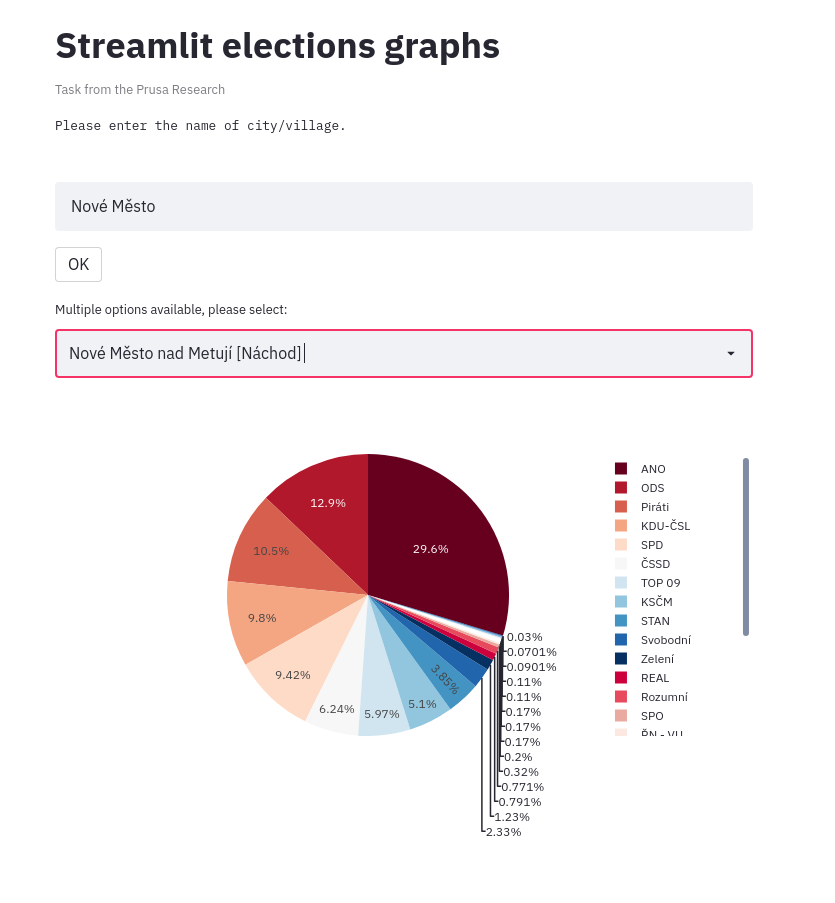 Streamlit elections graphs
Task from the Prusa Research
Please enter the name of city/village.
Nové Město
OK
Multiple options available, please select:
Nové Město nad Metují [Náchod]
12.9%
29.6%
10.5%
9.8%
9.42%
6.24%
5.97%
5.1%
3.85%
0.03%
0.0701%
0.0901%
0.11%
0.11%
0.17%
0.17%
0.17%
0.2%
0.32%
0.771%
0.791%
1.23%
2.33%
ANO
ODS
Piráti
KDU-ČSL
SPD
ČSSD
TOP 09
KSČM
STAN
Svobodní
Zelení
REAL
Rozumní
SPO